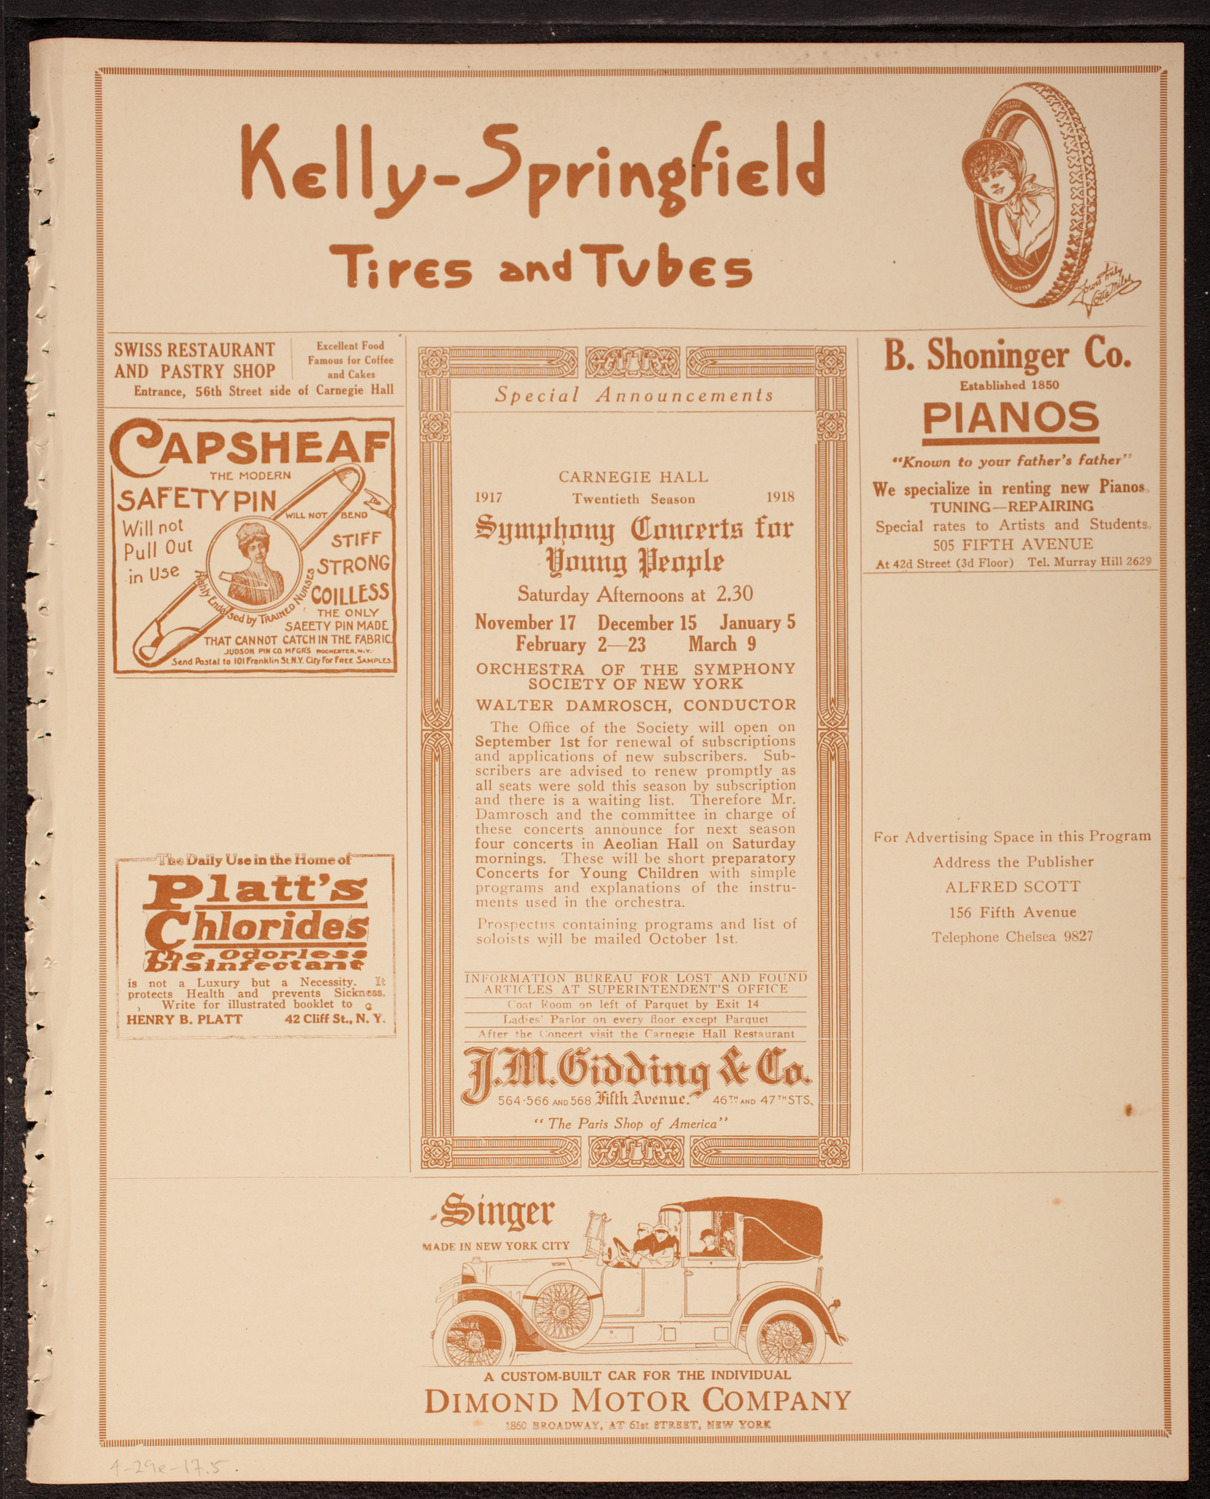 Kelly-Springfield
Tires and Tubes
SWISS RESTAURANT
AND PASTRY SHOP
Excellent Food
Famous for Coffee
and Cakes
Entrance, 56th Street side of Carnegie Hall
CAPSHEAF
THE MODERN
SAFETY PIN
WILL NOT BEND
Will not
Pull Out
in Use
STIFF
STRONG
COILLESS
Highly Endorsed by TRAINED NURSES
THE ONLY
SAFETY PIN MADE
THAT CANNOT CATCH IN THE FABRIC
JUDSON PIN CO. MFGRS ROCHESTER, N.Y.
Send Postal to 101 Franklin St. N.Y. City for FREE SAMPLES.
The Daily Use in the Home of
Platt's
Chlorides
The Odorless
Disinfectant
is not a Luxury but a Necessity. It
protects Health and prevents Sickness.
Write for illustrated booklet to
HENRY B. PLATT 42 Cliff St., N. Y.
Special Announcements
CARNEGIE HALL
1917 Twentieth Season 1918
Symphony Concerts for
Young People
Saturday Afternoons at 2.30
November 17 December 15 January 5
February 2—23 March 9
ORCHESTRA OF THE SYMPHONY
SOCIETY OF NEW YORK
WALTER DAMROSCH, CONDUCTOR
The Office of the Society will open on
September 1st for renewal of subscriptions
and applications of new subscribers. Sub-
scribers are advised to renew promptly as
all seats were sold this season by subscription
and there is a waiting list. Therefore Mr.
Damrosch and the committee in charge of
these concerts announce for next season
four concerts in Aeolian Hall on Saturday
mornings. These will be short preparatory
Concerts for Young Children with simple
programs and explanations of the instru-
ments used in the orchestra.
Prospectus containing programs and list of
soloists will be mailed October 1st.
INFORMATION BUREAU FOR LOST AND FOUND
ARTICLES AT SUPERINTENDENT'S OFFICE
Coat Room on left of Parquet by Exit 14
Ladies' Parlor on every floor except Parquet
After the Concert visit the Carnegie Hall Restaurant
J.M. Gidding & Co.
564-566 AND 568 Fifth Avenue. 46TH AND 47TH STS.
"The Paris Shop of America"
B. Shoninger Co.
Established 1850
PIANOS
"Known to your father's father"
We specialize in renting new Pianos.
TUNING—REPAIRING
Special rates to Artists and Students.
505 FIFTH AVENUE
At 42d Street (3d Floor) Tel. Murray Hill 2629
For Advertising Space in this Program
Address the Publisher
ALFRED SCOTT
156 Fifth Avenue
Telephone Chelsea 9827
Singer
MADE IN NEW YORK CITY
A CUSTOM-BUILT CAR FOR THE INDIVIDUAL
DIMOND MOTOR COMPANY
1860 BROADWAY, AT 61st STREET, NEW YORK
4-29e-17.5